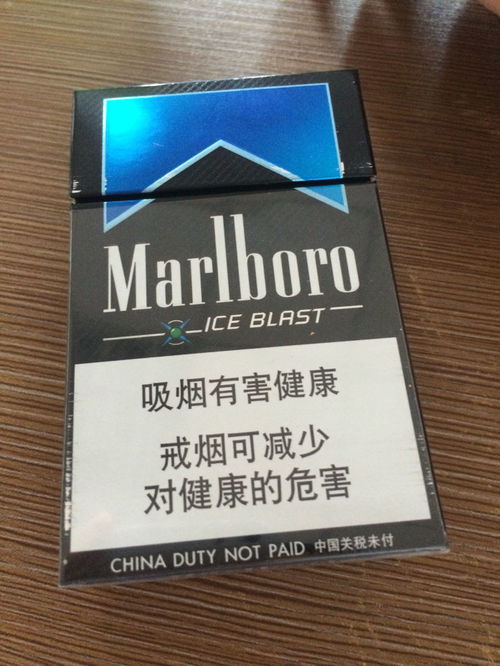 Marlboro
ICE BLAST
吸烟有害健康
戒烟可减少
对健康的危害
CHINA DUTY NOT PAID 中国关税未付